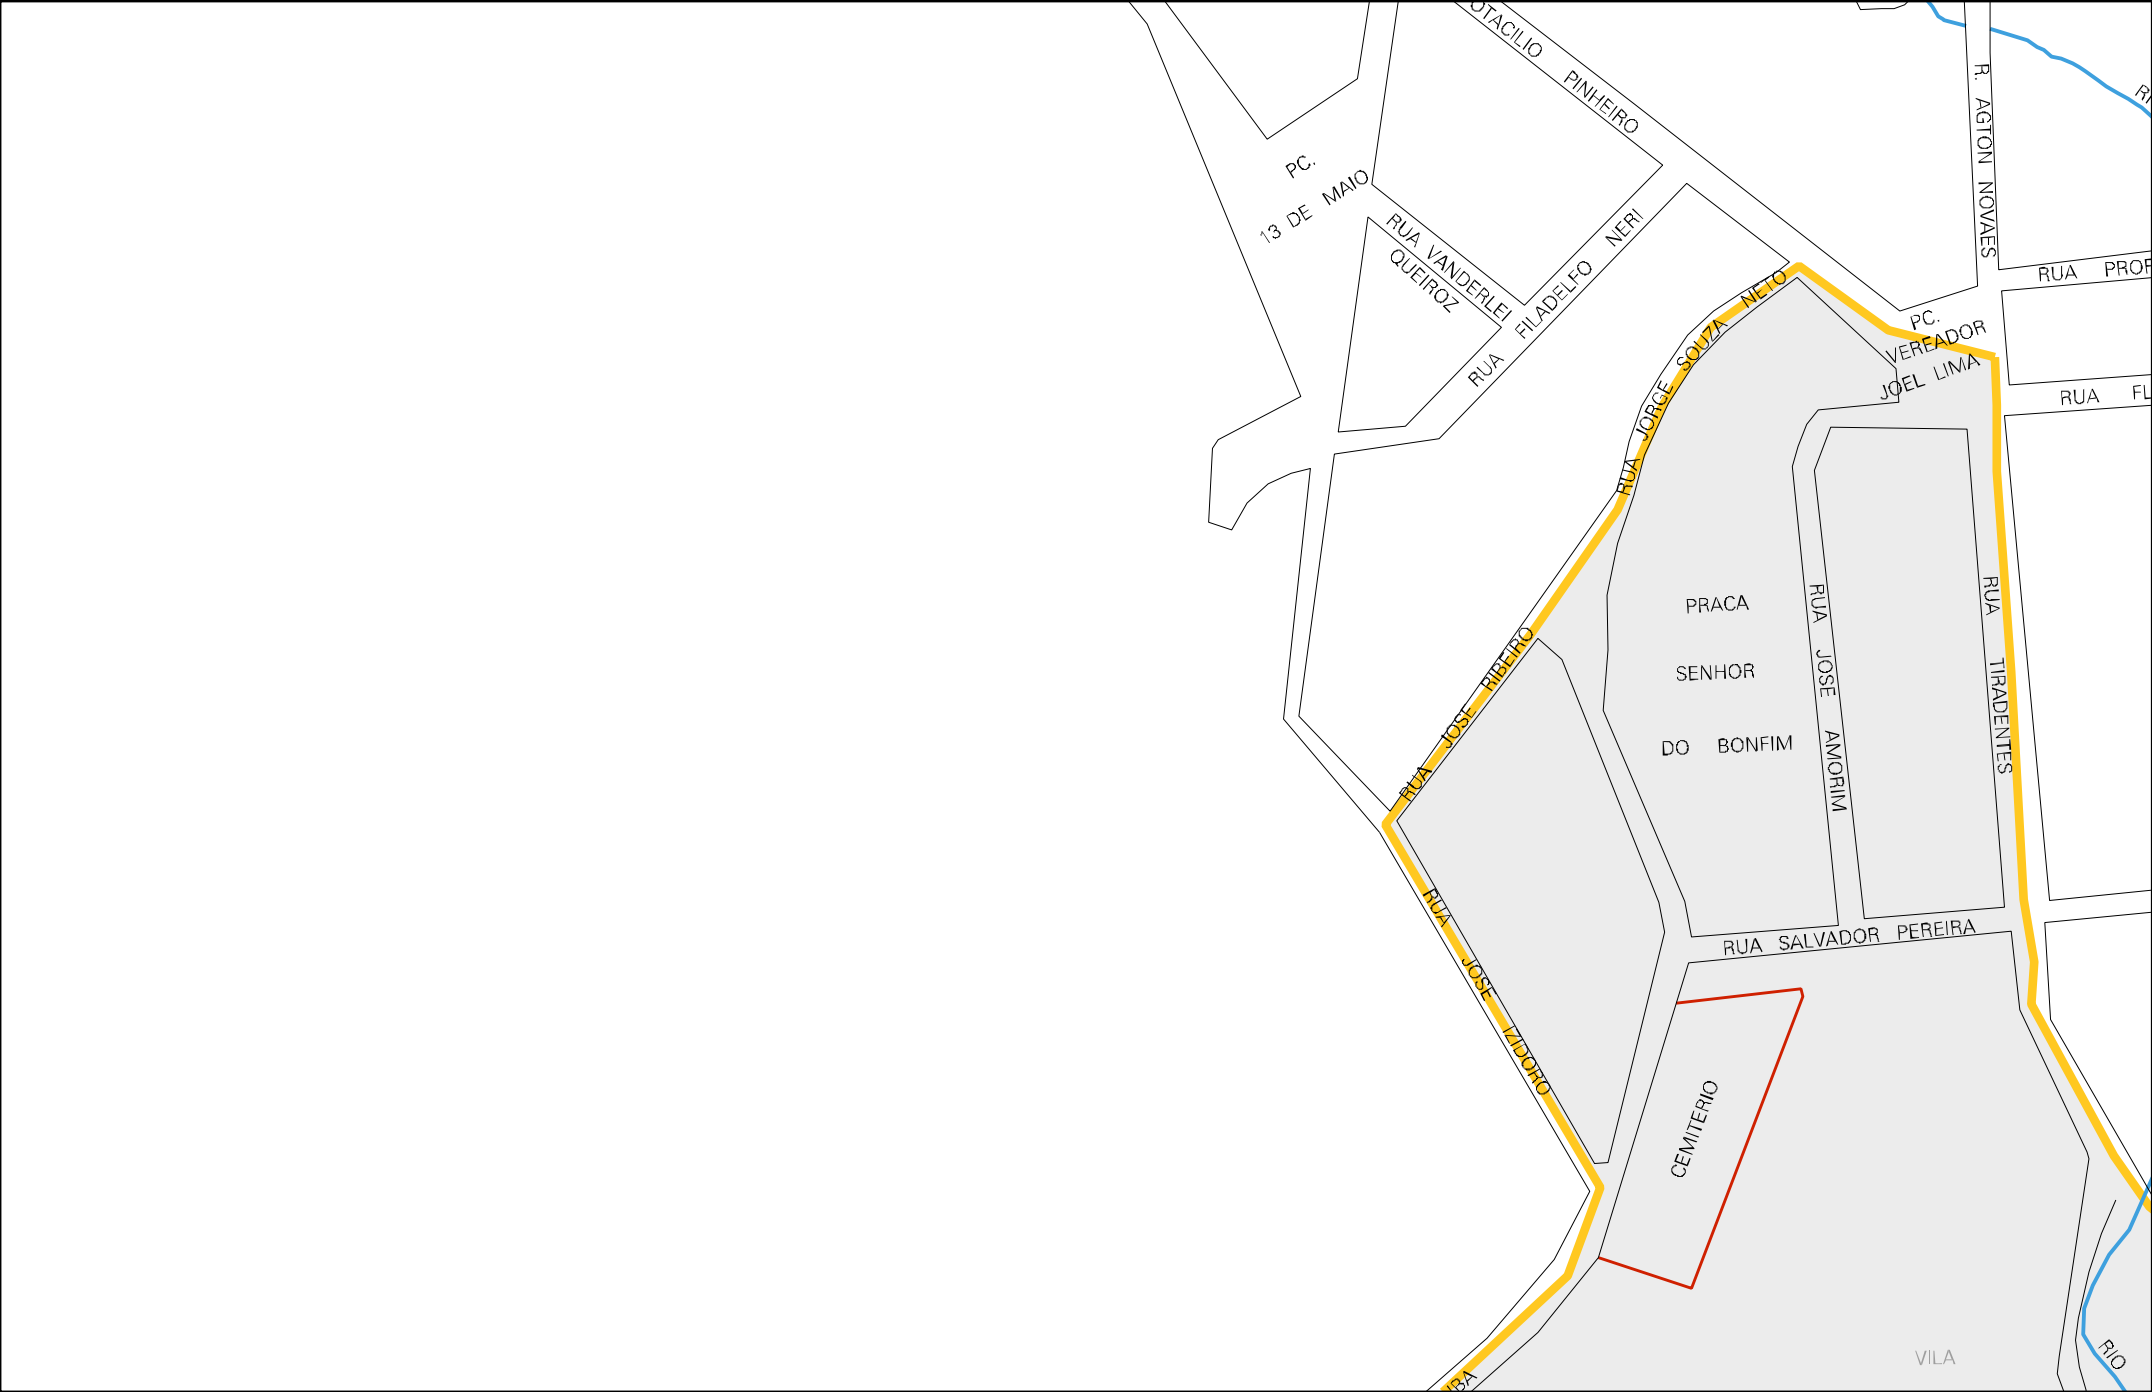 OTACILIO PINHEIRO
R. AGTON NOVAES
PC.
13 DE MAIO
RUA VANDERLEI
QUEIROZ
RUA FILADELFO NERI
RUA JORGE SOUZA NETO
PC.
VEREADOR
JOEL LIMA
RUA PROF
RUA FL
RUA JOSE RIBEIRO
PRACA
SENHOR
DO BONFIM
RUA JOSE AMORIM
RUA TIRADENTES
RUA JOSE IZIDORO
RUA SALVADOR PEREIRA
CEMITERIO
VILA
RIO